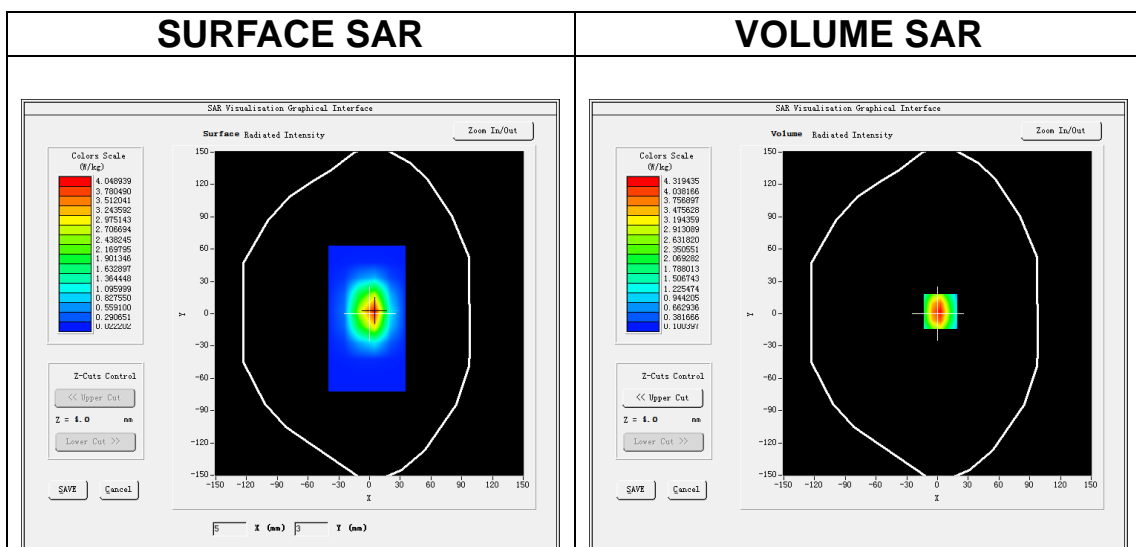 SURFACE SAR
VOLUME SAR
SAR Visualisation Graphical Interface
Surface Radiated Intensity
Zoom In/Out
Colors Scale
(W/kg)
4.048939
3.780490
3.512041
3.243592
2.975143
2.706694
2.438245
2.169795
1.901346
1.632897
1.364448
1.095999
0.827550
0.559100
0.290651
0.022202
Z-Cuts Control
<< Upper Cut
Z = 4.0 mm
Lower Cut >>
SAVE
Cancel
150
120
90
60
30
0
-30
-60
-90
-120
-150
Y
-150 -120 -90 -60 -30 0 30 60 90 120 150
X
5 X (mm) 3 Y (mm)
SAR Visualisation Graphical Interface
Volume Radiated Intensity
Zoom In/Out
Colors Scale
(W/kg)
4.319435
4.038166
3.756897
3.475628
3.194359
2.913089
2.631820
2.350551
2.069282
1.788013
1.506743
1.225474
0.944205
0.662936
0.381666
0.100397
Z-Cuts Control
<< Upper Cut
Z = 4.0 mm
Lower Cut >>
SAVE
Cancel
150
120
90
60
30
0
-30
-60
-90
-120
-150
Y
-150 -120 -90 -60 -30 0 30 60 90 120 150
X